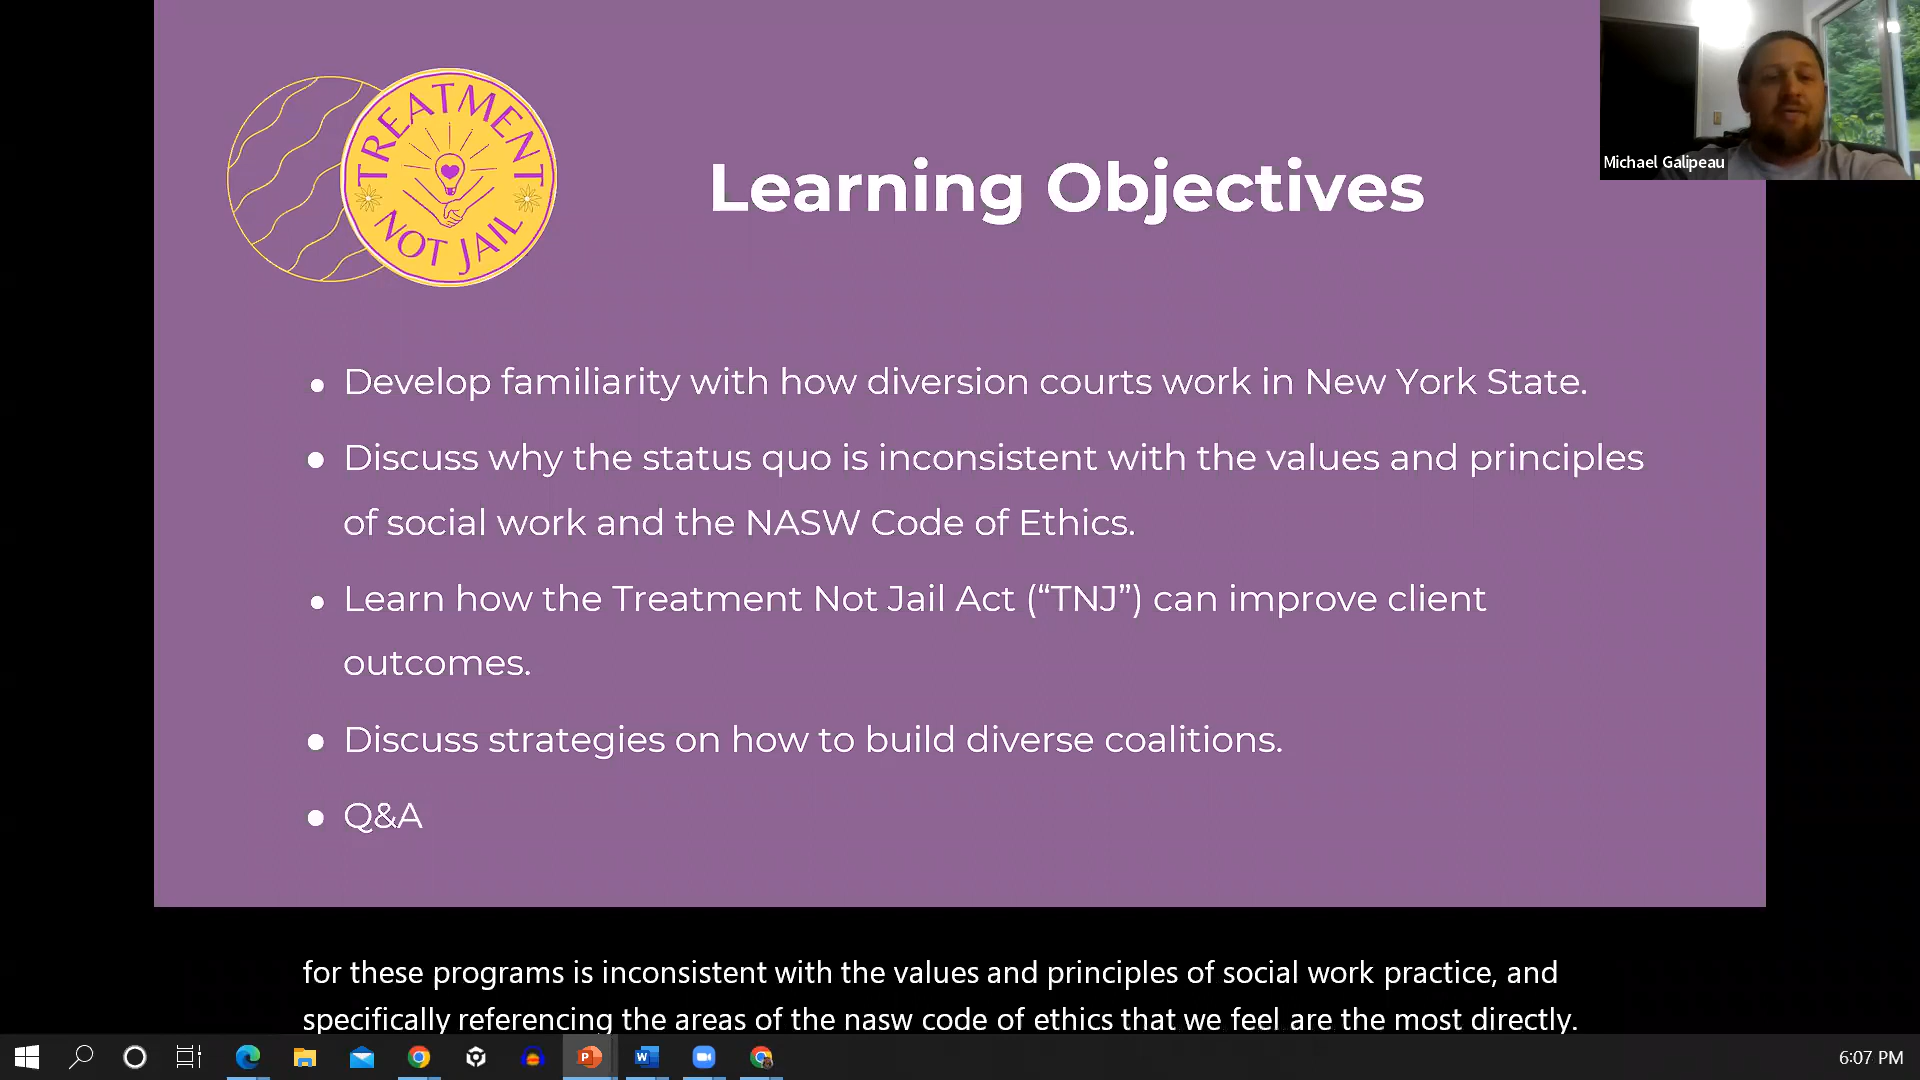 TREATMENT
NOT JAIL
Learning Objectives
Michael Galipeau
● Develop familiarity with how diversion courts work in New York State.
● Discuss why the status quo is inconsistent with the values and principles
of social work and the NASW Code of Ethics.
● Learn how the Treatment Not Jail Act (“TNJ”) can improve client
outcomes.
● Discuss strategies on how to build diverse coalitions.
● Q&A
for these programs is inconsistent with the values and principles of social work practice, and
specifically referencing the areas of the nasw code of ethics that we feel are the most directly.
6:07 PM